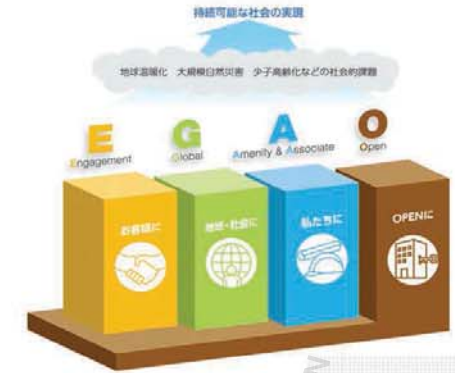 持続可能な社会の実現
地球温暖化 大規模自然災害 少子高齢化などの社会的課題
E G A O
Engagement Global Amenity & Associate Open
お客様に 地域・社会に 私たちに OPENに